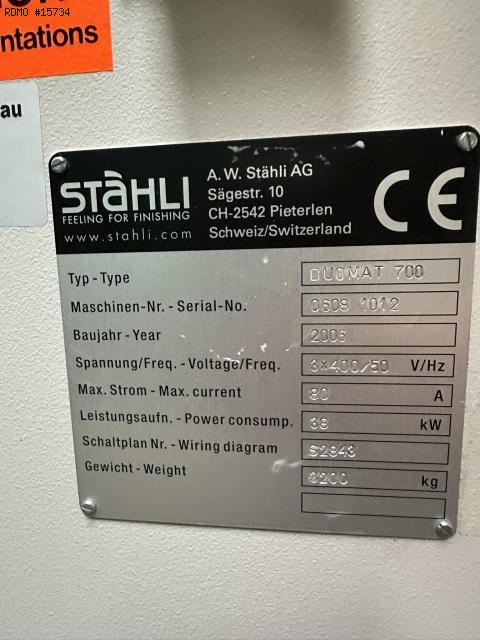 RDMO #15734
ntations
au
STÄHLI
FEELING FOR FINISHING
www.stahli.com
A. W. Stähli AG
Sägestr. 10
CH-2542 Pieterlen
Schweiz/Switzerland
CE
Typ - Type DUOMAT 700
Maschinen-Nr. - Serial-No. 0608 1012
Baujahr - Year 2006
Spannung/Freq. - Voltage/Freq. 3×400/50 V/Hz
Max. Strom - Max. current 80 A
Leistungsaufn. - Power consump. 38 kW
Schaltplan Nr. - Wiring diagram S2843
Gewicht - Weight kg